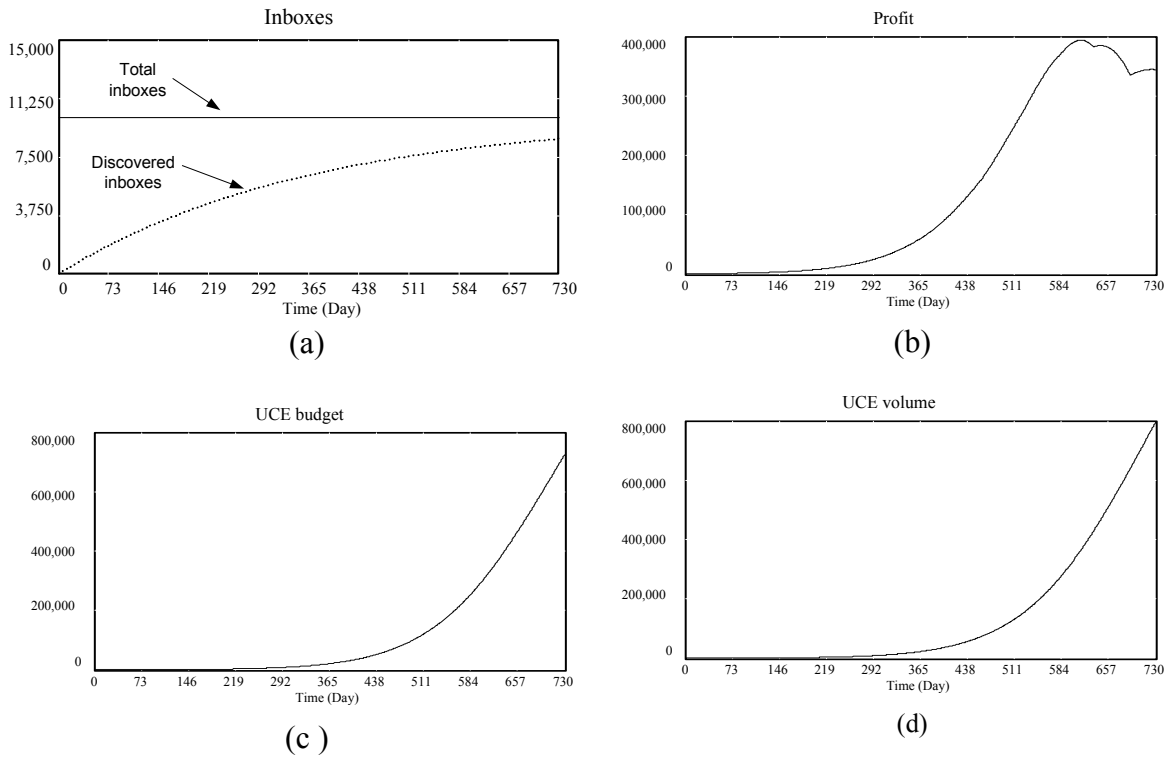 Inboxes
15,000
11,250
7,500
3,750
0
Total
inboxes
Discovered
inboxes
0 73 146 219 292 365 438 511 584 657 730
Time (Day)
(a)
Profit
400,000
300,000
200,000
100,000
0
0 73 146 219 292 365 438 511 584 657 730
Time (Day)
(b)
UCE budget
800,000
600,000
400,000
200,000
0
0 73 146 219 292 365 438 511 584 657 730
Time (Day)
(c )
UCE volume
800,000
600,000
400,000
200,000
0
0 73 146 219 292 365 438 511 584 657 730
Time (Day)
(d)